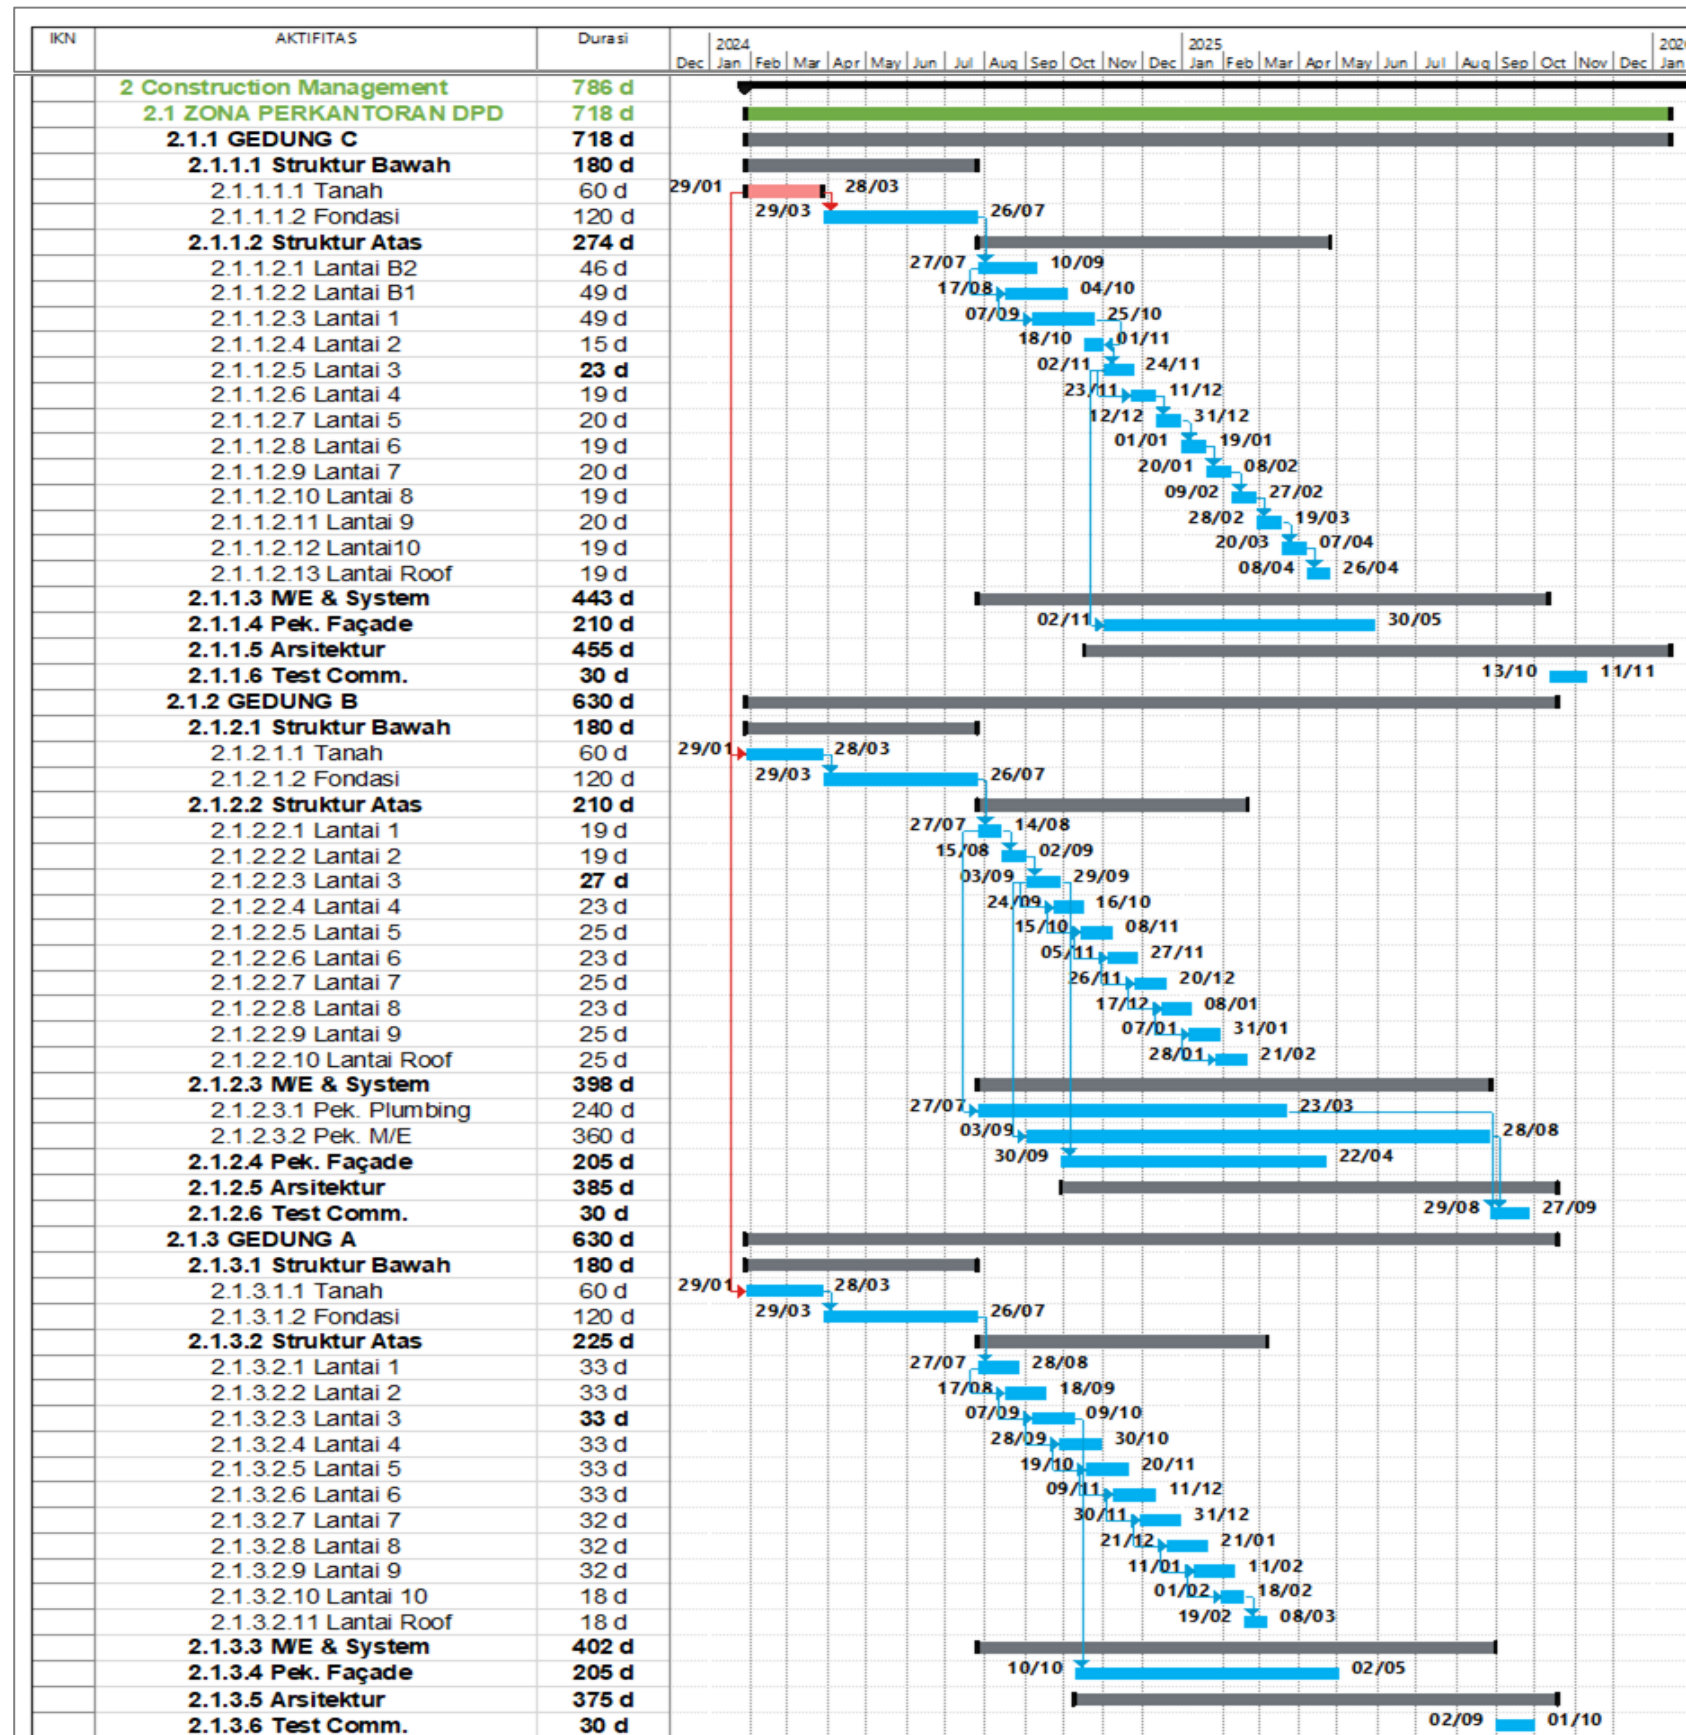 IKN AKTIFITAS Durasi 2024 2025 2026
Dec Jan Feb Mar Apr May Jun Jul Aug Sep Oct Nov Dec Jan Feb Mar Apr May Jun Jul Aug Sep Oct Nov Dec Jan
2 Construction Management 786 d
2.1 ZONA PERKANTORAN DPD 718 d
2.1.1 GEDUNG C 718 d
2.1.1.1 Struktur Bawah 180 d
2.1.1.1.1 Tanah 60 d 29/01 28/03
2.1.1.1.2 Fondasi 120 d 29/03 26/07
2.1.1.2 Struktur Atas 274 d
2.1.1.2.1 Lantai B2 46 d 27/07 10/09
2.1.1.2.2 Lantai B1 49 d 17/08 04/10
2.1.1.2.3 Lantai 1 49 d 07/09 25/10
2.1.1.2.4 Lantai 2 15 d 18/10 01/11
2.1.1.2.5 Lantai 3 23 d 02/11 24/11
2.1.1.2.6 Lantai 4 19 d 23/11 11/12
2.1.1.2.7 Lantai 5 20 d 12/12 31/12
2.1.1.2.8 Lantai 6 19 d 01/01 19/01
2.1.1.2.9 Lantai 7 20 d 20/01 08/02
2.1.1.2.10 Lantai 8 19 d 09/02 27/02
2.1.1.2.11 Lantai 9 20 d 28/02 19/03
2.1.1.2.12 Lantai10 19 d 20/03 07/04
2.1.1.2.13 Lantai Roof 19 d 08/04 26/04
2.1.1.3 M/E & System 443 d
2.1.1.4 Pek. Façade 210 d 02/11 30/05
2.1.1.5 Arsitektur 455 d
2.1.1.6 Test Comm. 30 d 13/10 11/11
2.1.2 GEDUNG B 630 d
2.1.2.1 Struktur Bawah 180 d
2.1.2.1.1 Tanah 60 d 29/01 28/03
2.1.2.1.2 Fondasi 120 d 29/03 26/07
2.1.2.2 Struktur Atas 210 d
2.1.2.2.1 Lantai 1 19 d 27/07 14/08
2.1.2.2.2 Lantai 2 19 d 15/08 02/09
2.1.2.2.3 Lantai 3 27 d 03/09 29/09
2.1.2.2.4 Lantai 4 23 d 24/09 16/10
2.1.2.2.5 Lantai 5 25 d 15/10 08/11
2.1.2.2.6 Lantai 6 23 d 05/11 27/11
2.1.2.2.7 Lantai 7 25 d 26/11 20/12
2.1.2.2.8 Lantai 8 23 d 17/12 08/01
2.1.2.2.9 Lantai 9 25 d 07/01 31/01
2.1.2.2.10 Lantai Roof 25 d 28/01 21/02
2.1.2.3 M/E & System 398 d
2.1.2.3.1 Pek. Plumbing 240 d 27/07 23/03
2.1.2.3.2 Pek. M/E 360 d 03/09 28/08
2.1.2.4 Pek. Façade 205 d 30/09 22/04
2.1.2.5 Arsitektur 385 d
2.1.2.6 Test Comm. 30 d 29/08 27/09
2.1.3 GEDUNG A 630 d
2.1.3.1 Struktur Bawah 180 d
2.1.3.1.1 Tanah 60 d 29/01 28/03
2.1.3.1.2 Fondasi 120 d 29/03 26/07
2.1.3.2 Struktur Atas 225 d
2.1.3.2.1 Lantai 1 33 d 27/07 28/08
2.1.3.2.2 Lantai 2 33 d 17/08 18/09
2.1.3.2.3 Lantai 3 33 d 07/09 09/10
2.1.3.2.4 Lantai 4 33 d 28/09 30/10
2.1.3.2.5 Lantai 5 33 d 19/10 20/11
2.1.3.2.6 Lantai 6 33 d 09/11 11/12
2.1.3.2.7 Lantai 7 32 d 30/11 31/12
2.1.3.2.8 Lantai 8 32 d 21/12 21/01
2.1.3.2.9 Lantai 9 32 d 11/01 11/02
2.1.3.2.10 Lantai 10 18 d 01/02 18/02
2.1.3.2.11 Lantai Roof 18 d 19/02 08/03
2.1.3.3 M/E & System 402 d
2.1.3.4 Pek. Façade 205 d 10/10 02/05
2.1.3.5 Arsitektur 375 d
2.1.3.6 Test Comm. 30 d 02/09 01/10